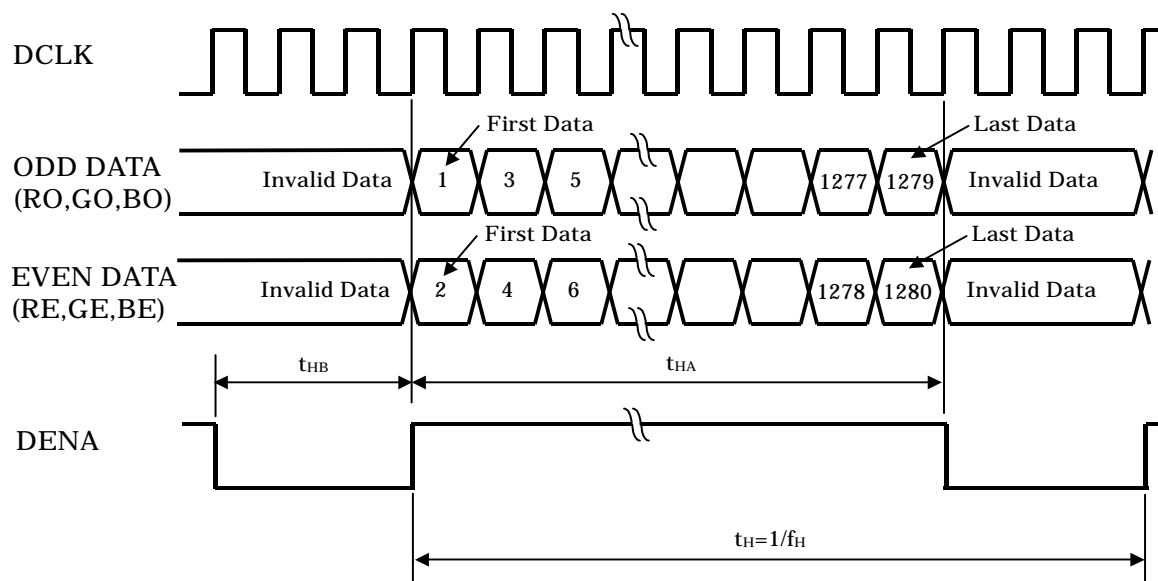 DCLK
First Data
Last Data
ODD DATA
(RO,GO,BO)
Invalid Data 1 3 5 1277 1279 Invalid Data
First Data
Last Data
EVEN DATA
(RE,GE,BE)
Invalid Data 2 4 6 1278 1280 Invalid Data
tHB
tHA
DENA
tH=1/fH